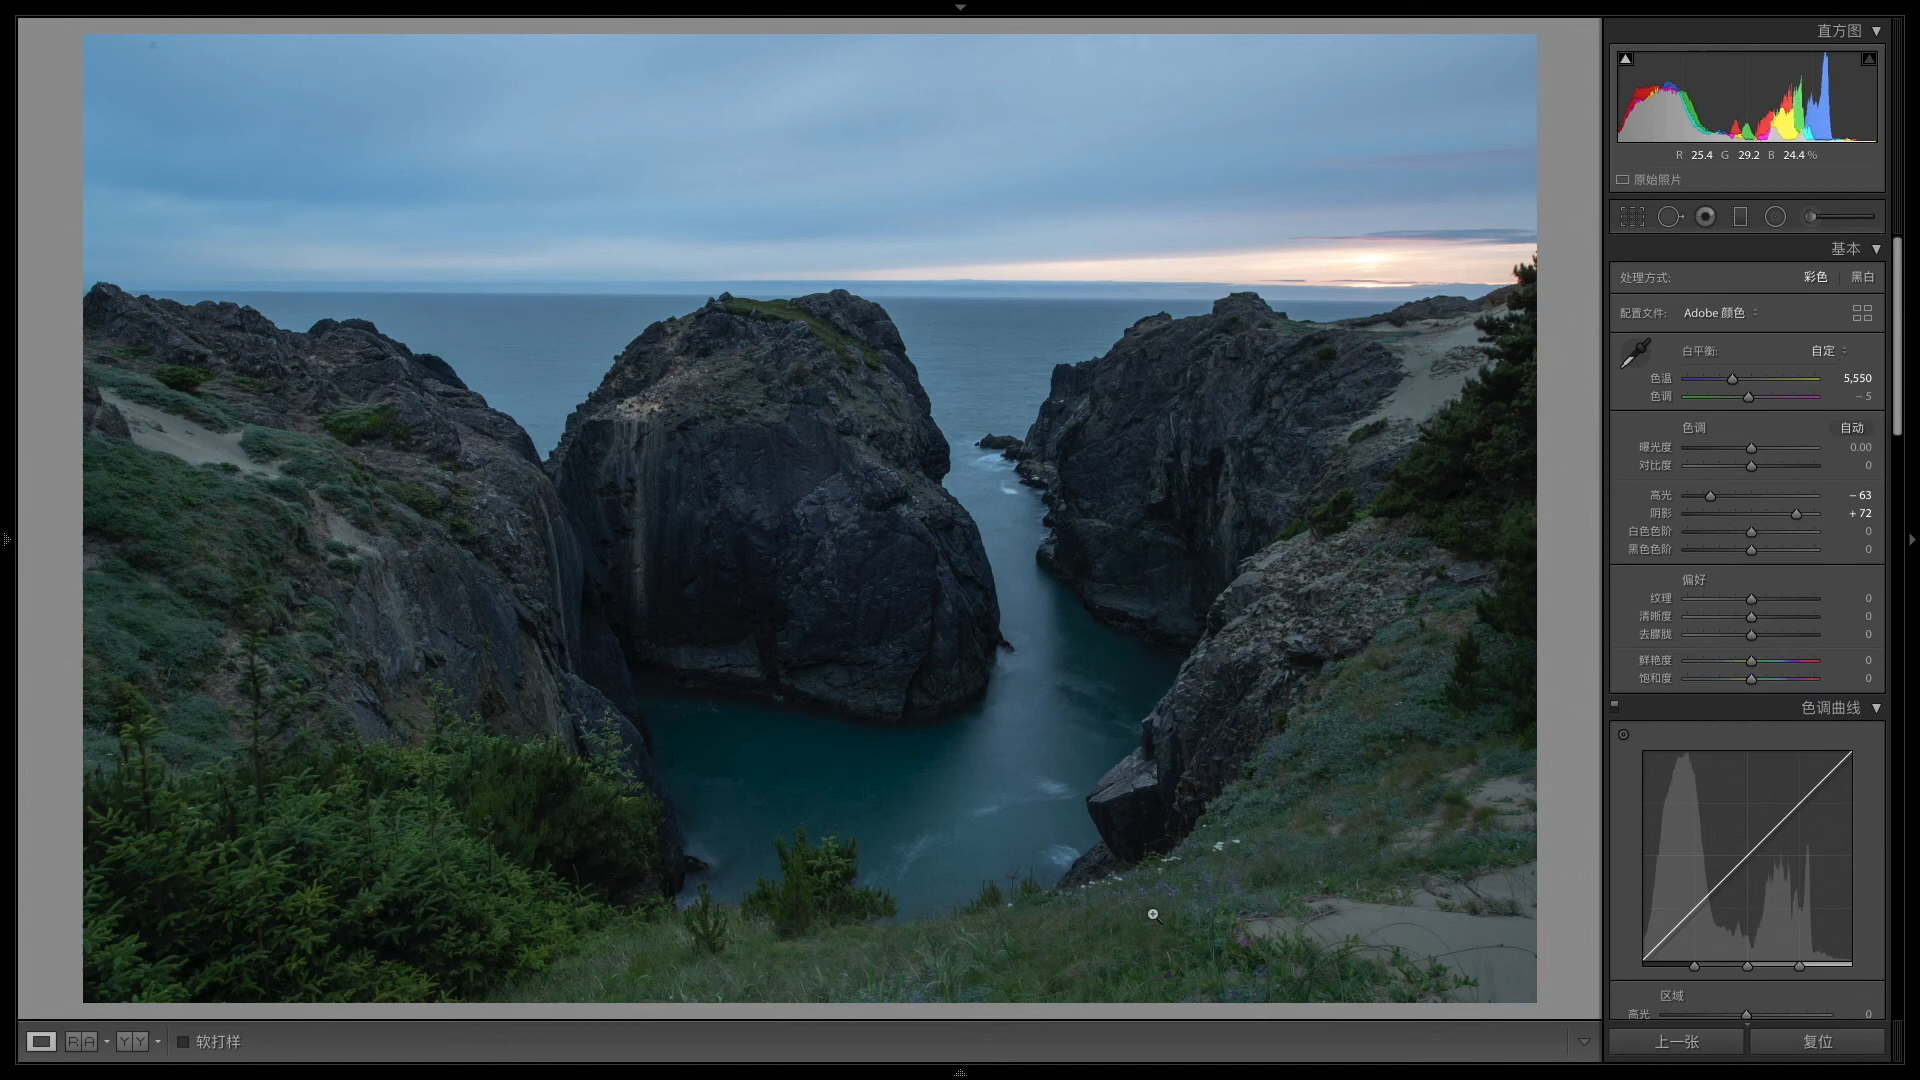 直方图
R 25.4 G 29.2 B 24.4 %
原始照片
基本
处理方式: 彩色 黑白
配置文件: Adobe 颜色
白平衡: 自定
色温 5,550
色调 − 5
色调 自动
曝光度 0.00
对比度 0
高光 − 63
阴影 + 72
白色色阶 0
黑色色阶 0
偏好
纹理 0
清晰度 0
去朦胧 0
鲜艳度 0
饱和度 0
色调曲线
区域
高光 0
RA YY 软打样
上一张 复位